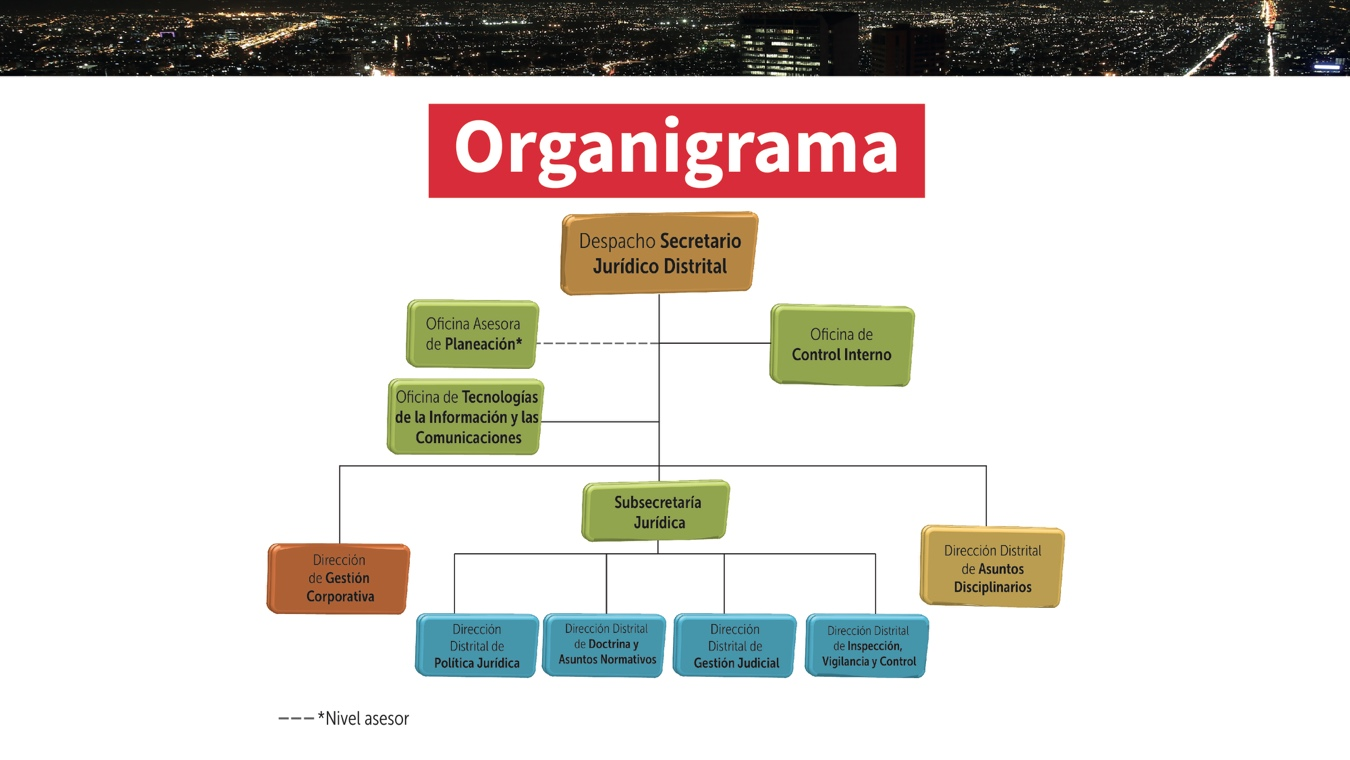 Organigrama
Despacho Secretario
Jurídico Distrital
Oficina Asesora
de Planeación*
Oficina de
Control Interno
Oficina de Tecnologías
de la Información y las
Comunicaciones
Subsecretaría
Jurídica
Dirección
de Gestión
Corporativa
Dirección Distrital
de Asuntos
Disciplinarios
Dirección
Distrital de
Política Jurídica
Dirección Distrital
de Doctrina y
Asuntos Normativos
Dirección
Distrital de
Gestión Judicial
Dirección Distrital
de Inspección,
Vigilancia y Control
*Nivel asesor